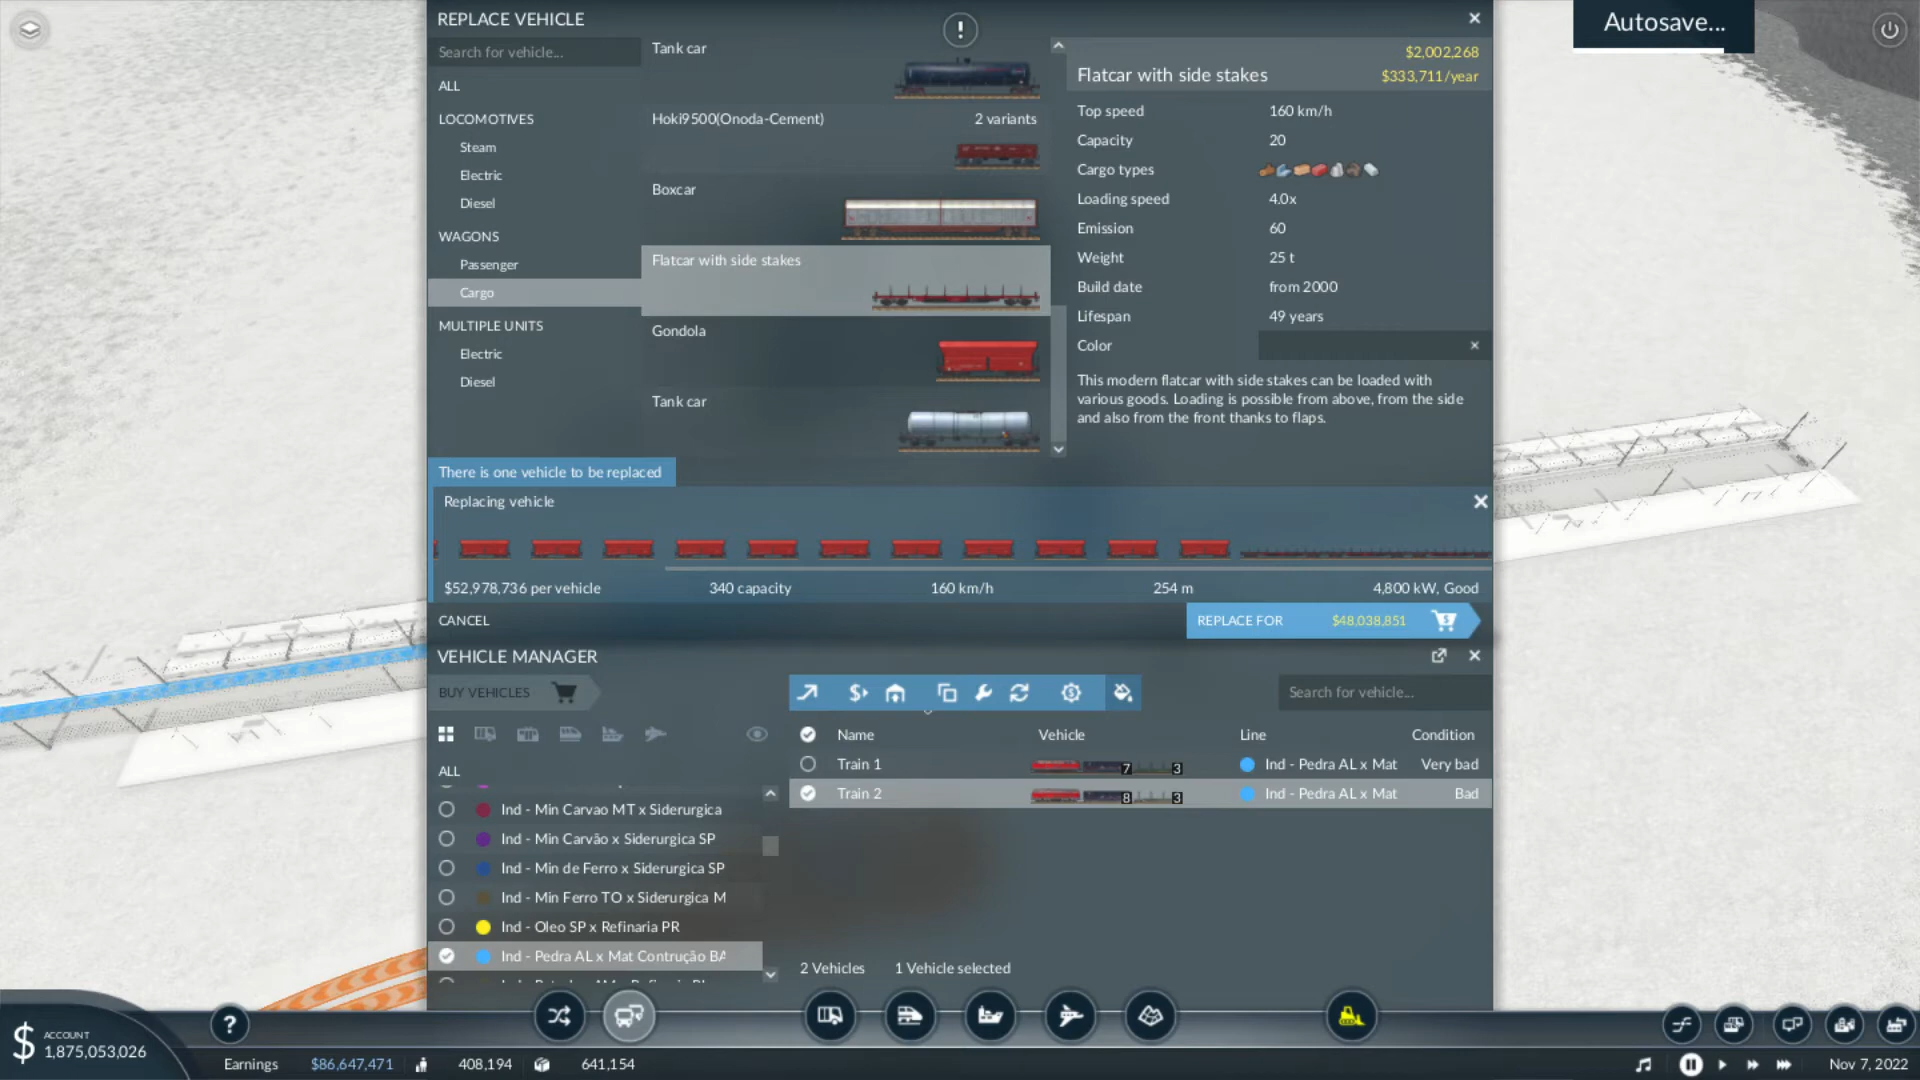 REPLACE VEHICLE
Search for vehicle...
ALL
LOCOMOTIVES
Steam
Electric
Diesel
WAGONS
Passenger
Cargo
MULTIPLE UNITS
Electric
Diesel
Tank car
Hoki9500(Onoda-Cement) 2 variants
Boxcar
Flatcar with side stakes
Gondola
Tank car
$2,002,268
Flatcar with side stakes $333,711/year
Top speed 160 km/h
Capacity 20
Cargo types
Loading speed 4.0x
Emission 60
Weight 25 t
Build date from 2000
Lifespan 49 years
Color
This modern flatcar with side stakes can be loaded with
various goods. Loading is possible from above, from the side
and also from the front thanks to flaps.
Autosave...
There is one vehicle to be replaced
Replacing vehicle
$52,978,736 per vehicle 340 capacity 160 km/h 254 m 4,800 kW, Good
CANCEL
REPLACE FOR $48,038,851
VEHICLE MANAGER
BUY VEHICLES
Search for vehicle...
ALL
Ind - Min Carvao MT x Siderurgica
Ind - Min Carvão x Siderurgica SP
Ind - Min de Ferro x Siderurgica SP
Ind - Min Ferro TO x Siderurgica M
Ind - Oleo SP x Refinaria PR
Ind - Pedra AL x Mat Contrução BA
Name Vehicle Line Condition
Train 1 7 3 Ind - Pedra AL x Mat Very bad
Train 2 8 3 Ind - Pedra AL x Mat Bad
2 Vehicles 1 Vehicle selected
ACCOUNT
1,875,053,026
Earnings $86,647,471 408,194 641,154
Nov 7, 2022